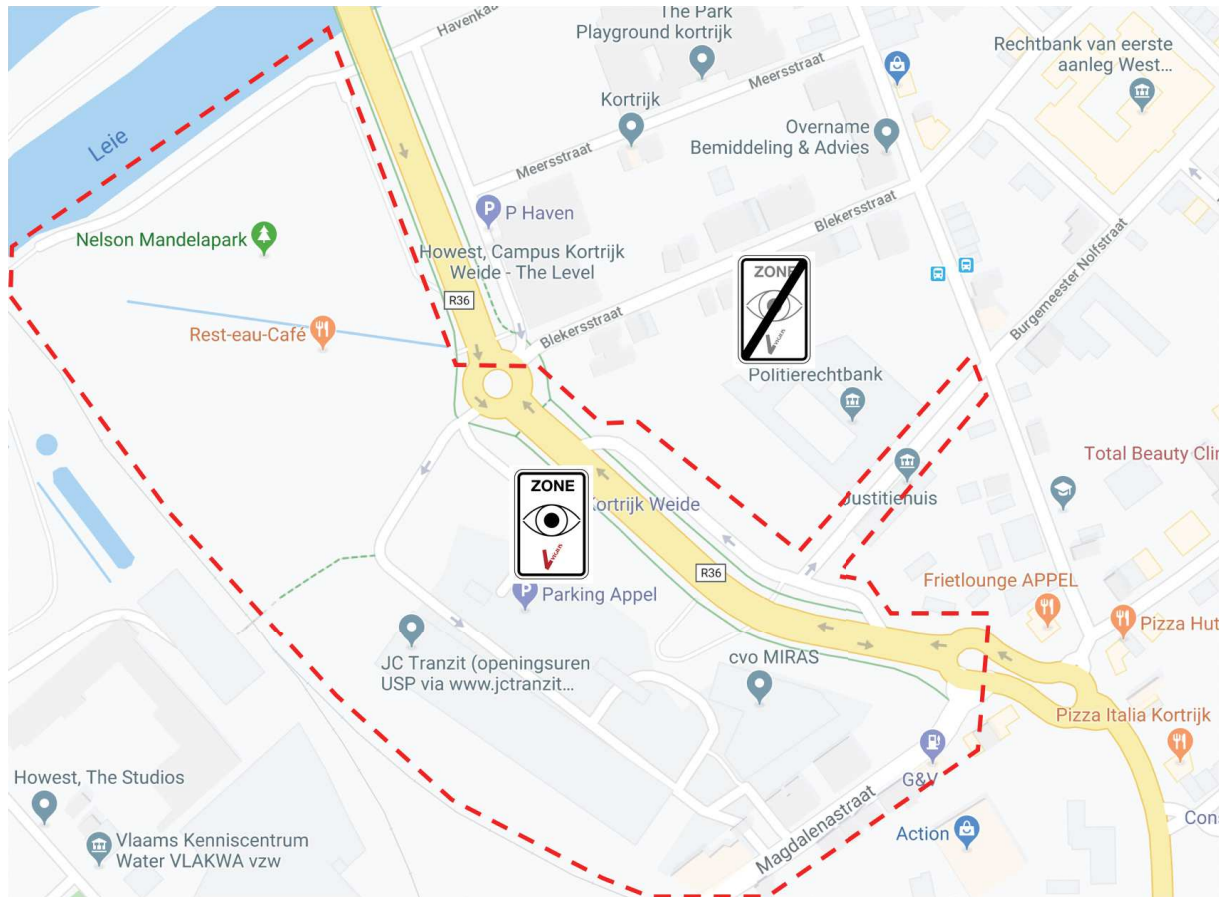 The Park
Playground kortrijk
Havenkaa
Rechtbank van eerste
aanleg West...
Meersstraat
Kortrijk
Leie
Overname
Bemiddeling & Advies
Meersstraat
P Haven
Blekersstraat
Nelson Mandelapark
Howest, Campus Kortrijk
Weide - The Level
Burgemeester Nolfstraat
ZONE
R36
Rest-eau-Café
Blekersstraat
Politierechtbank
Total Beauty Clin
ZONE
Kortrijk Weide
Justitiehuis
R36
Frietlounge APPEL
Parking Appel
Pizza Hut
JC Tranzit (openingsuren
USP via www.jctranzit...
cvo MIRAS
Pizza Italia Kortrijk
G&V
Howest, The Studios
Magdalenastraat
Action
Cons
Vlaams Kenniscentrum
Water VLAKWA vzw